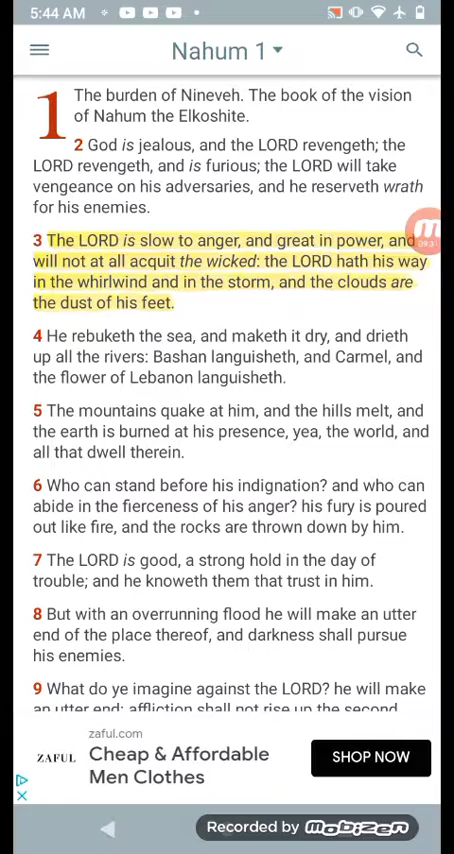 5:44 AM
Nahum 1
1 The burden of Nineveh. The book of the vision
of Nahum the Elkoshite.
2 God is jealous, and the LORD revengeth; the
LORD revengeth, and is furious; the LORD will take
vengeance on his adversaries, and he reserveth wrath
for his enemies.
3 The LORD is slow to anger, and great in power, and
will not at all acquit the wicked: the LORD hath his way
in the whirlwind and in the storm, and the clouds are
the dust of his feet.
4 He rebuketh the sea, and maketh it dry, and drieth
up all the rivers: Bashan languisheth, and Carmel, and
the flower of Lebanon languisheth.
5 The mountains quake at him, and the hills melt, and
the earth is burned at his presence, yea, the world, and
all that dwell therein.
6 Who can stand before his indignation? and who can
abide in the fierceness of his anger? his fury is poured
out like fire, and the rocks are thrown down by him.
7 The LORD is good, a strong hold in the day of
trouble; and he knoweth them that trust in him.
8 But with an overrunning flood he will make an utter
end of the place thereof, and darkness shall pursue
his enemies.
9 What do ye imagine against the LORD? he will make
an utter end: affliction shall not rise up the second
zaful.com
ZAFUL
Cheap & Affordable
Men Clothes
SHOP NOW
Recorded by mobizen